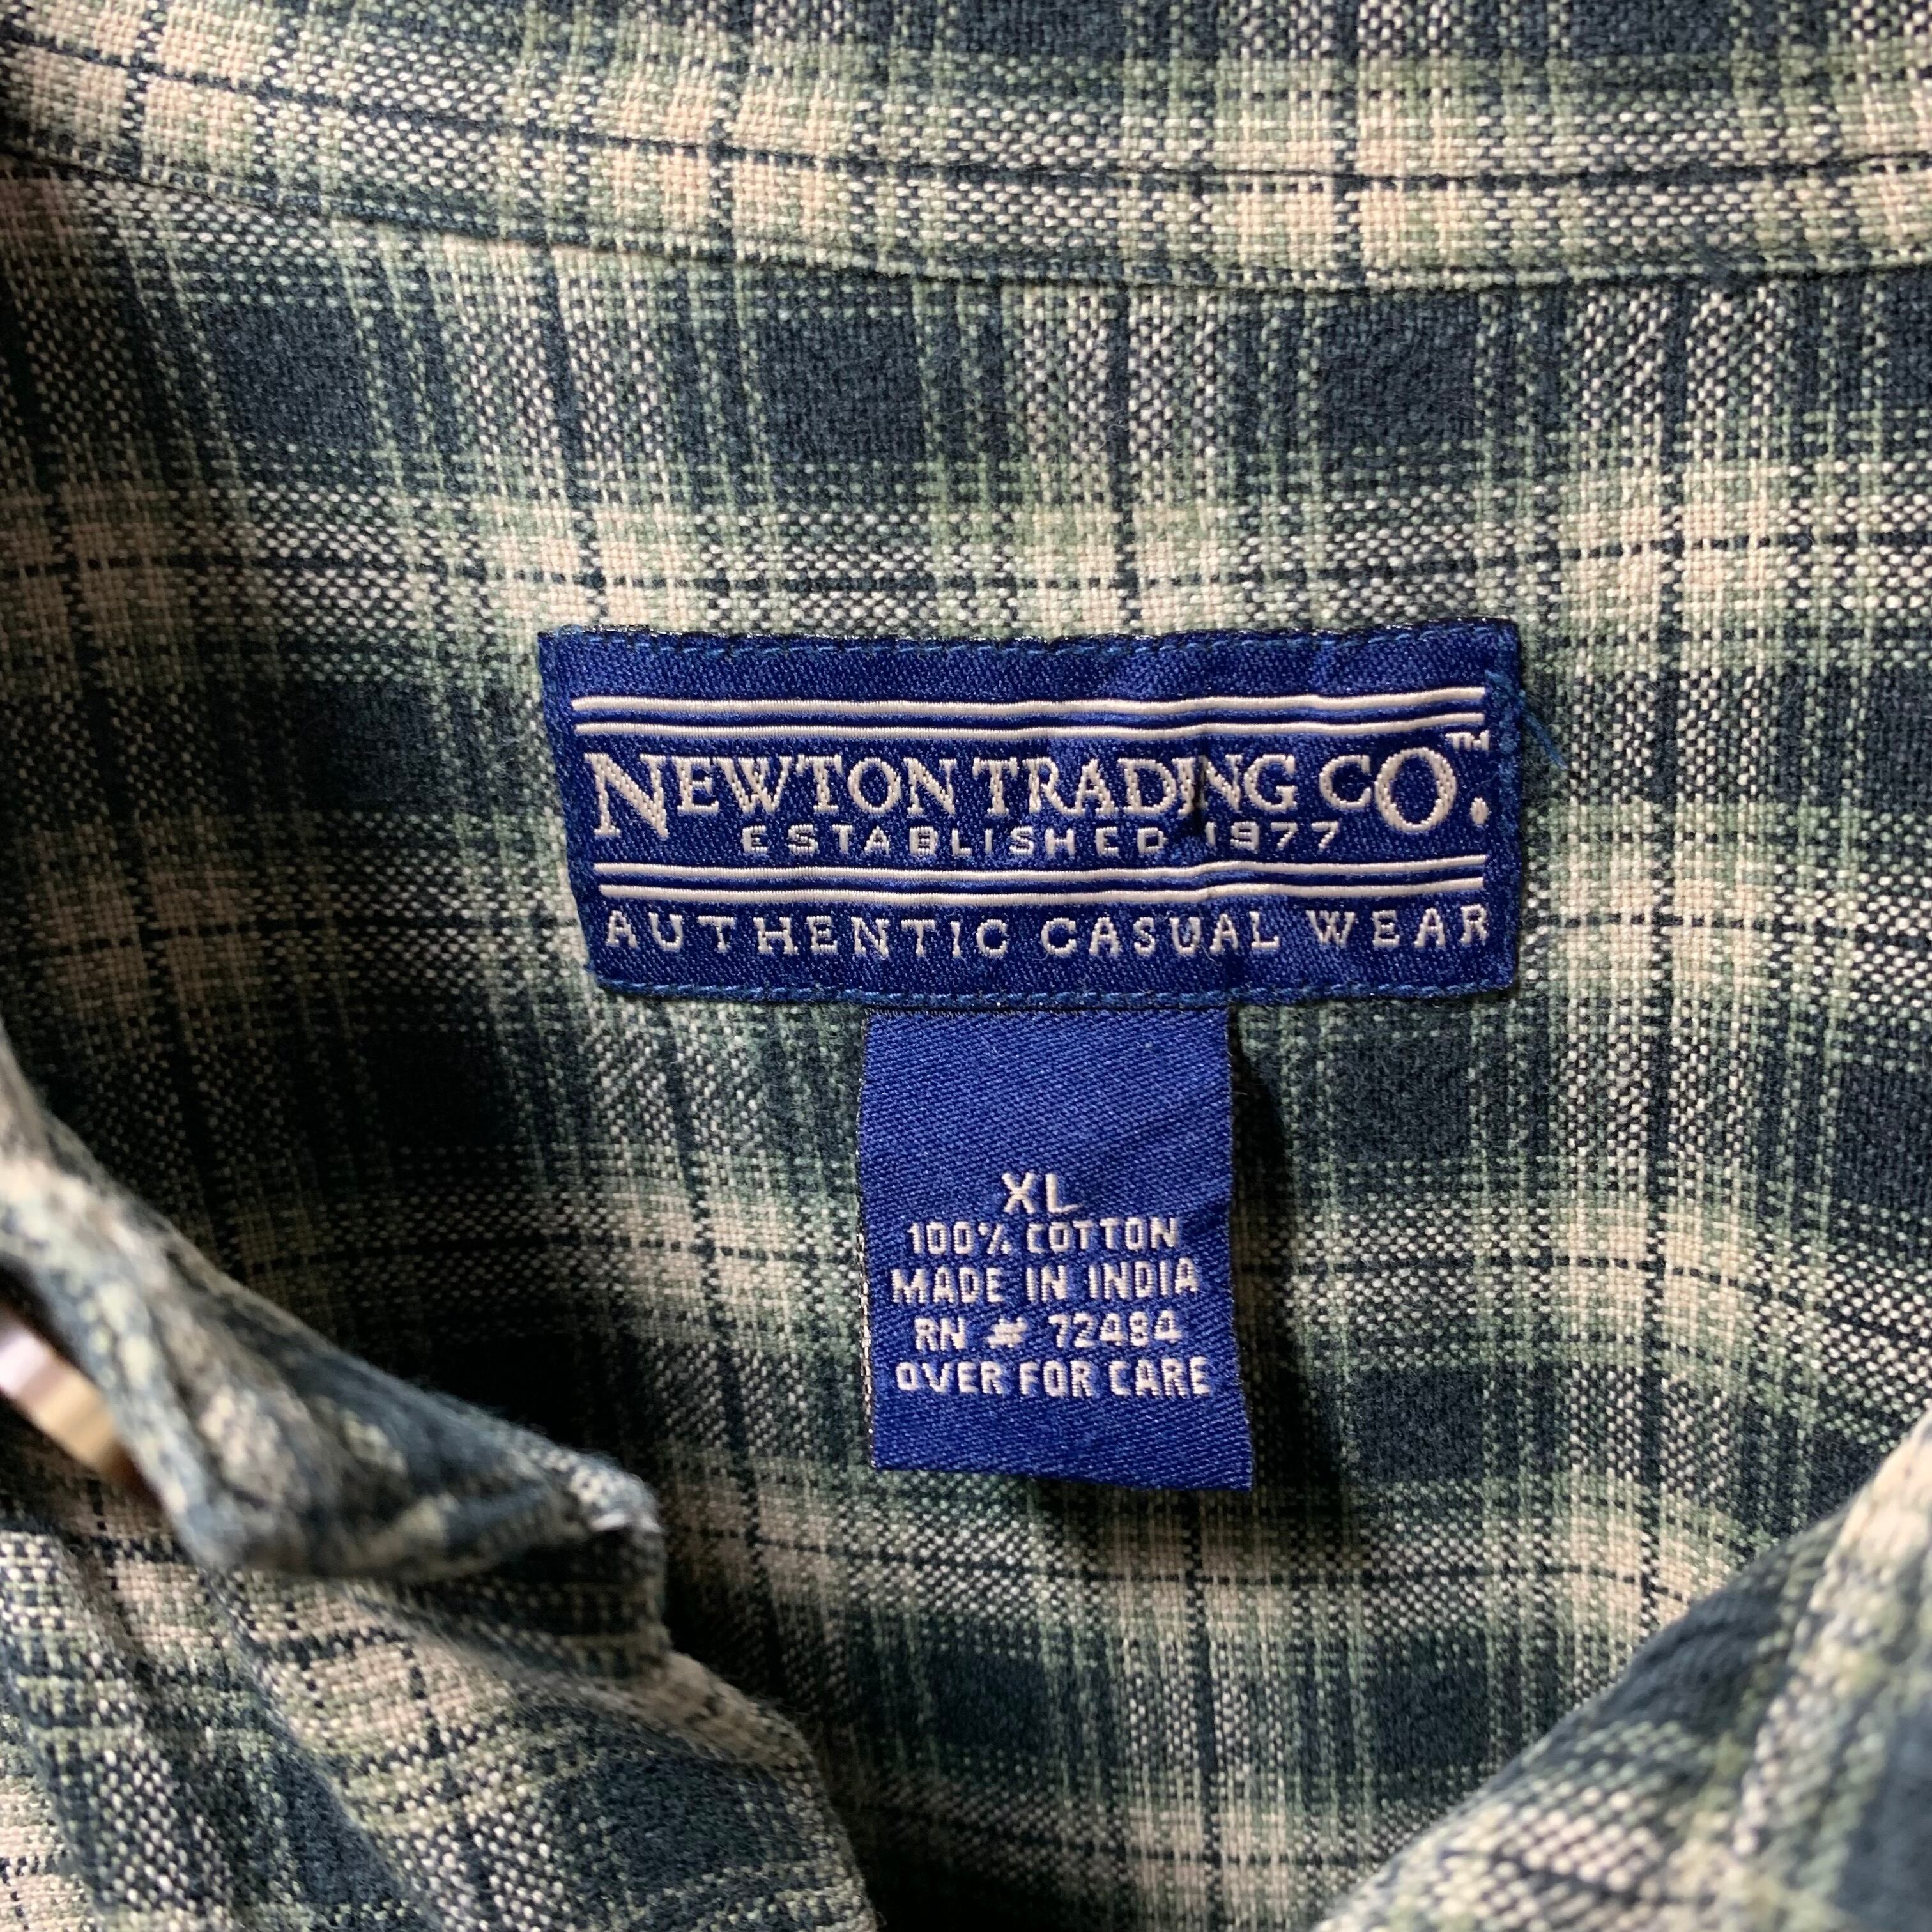 NEWTON TRADING CO.™
ESTABLISHED 1977
AUTHENTIC CASUAL WEAR
XL
100% COTTON
MADE IN INDIA
RN # 72484
OVER FOR CARE